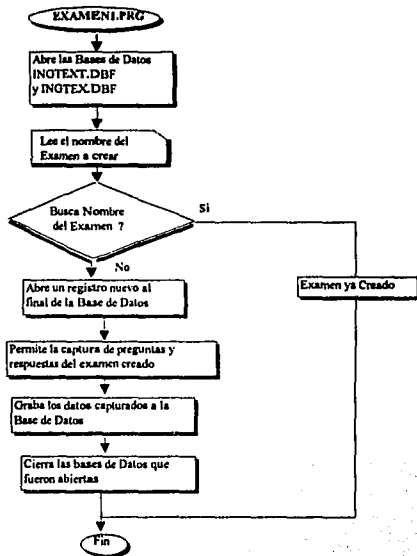 EXAMEN1.PRG
Abre las Bases de Datos
INGTEXT.DBF
y INGTEX.DBF
Lee el nombre del
Examen a crear
Busca Nombre
del Examen ?
Si
No
Abre un registro nuevo al
final de la Base de Datos
Examen ya Creado
Permite la captura de preguntas y
respuestas del examen creado
Graba los datos capturados a la
Base de Datos
Cierra las bases de Datos que
fueron abiertas
Fin